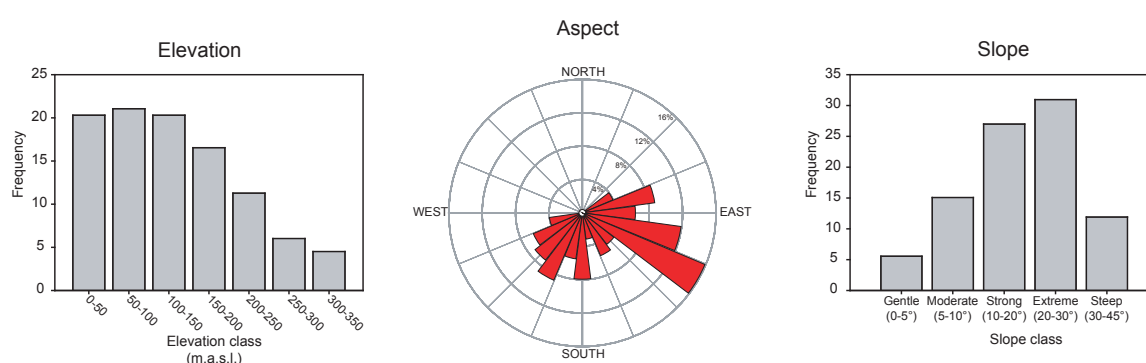 Elevation
25
20
15
10
5
0
Frequency
0-50
50-100
100-150
150-200
200-250
250-300
300-350
Elevation class
(m.a.s.l.)
Aspect
NORTH
16%
12%
8%
4%
WEST
EAST
SOUTH
Slope
35
30
25
20
15
10
5
0
Frequency
Gentle Moderate Strong Extreme Steep
(0-5°) (5-10°) (10-20°) (20-30°) (30-45°)
Slope class